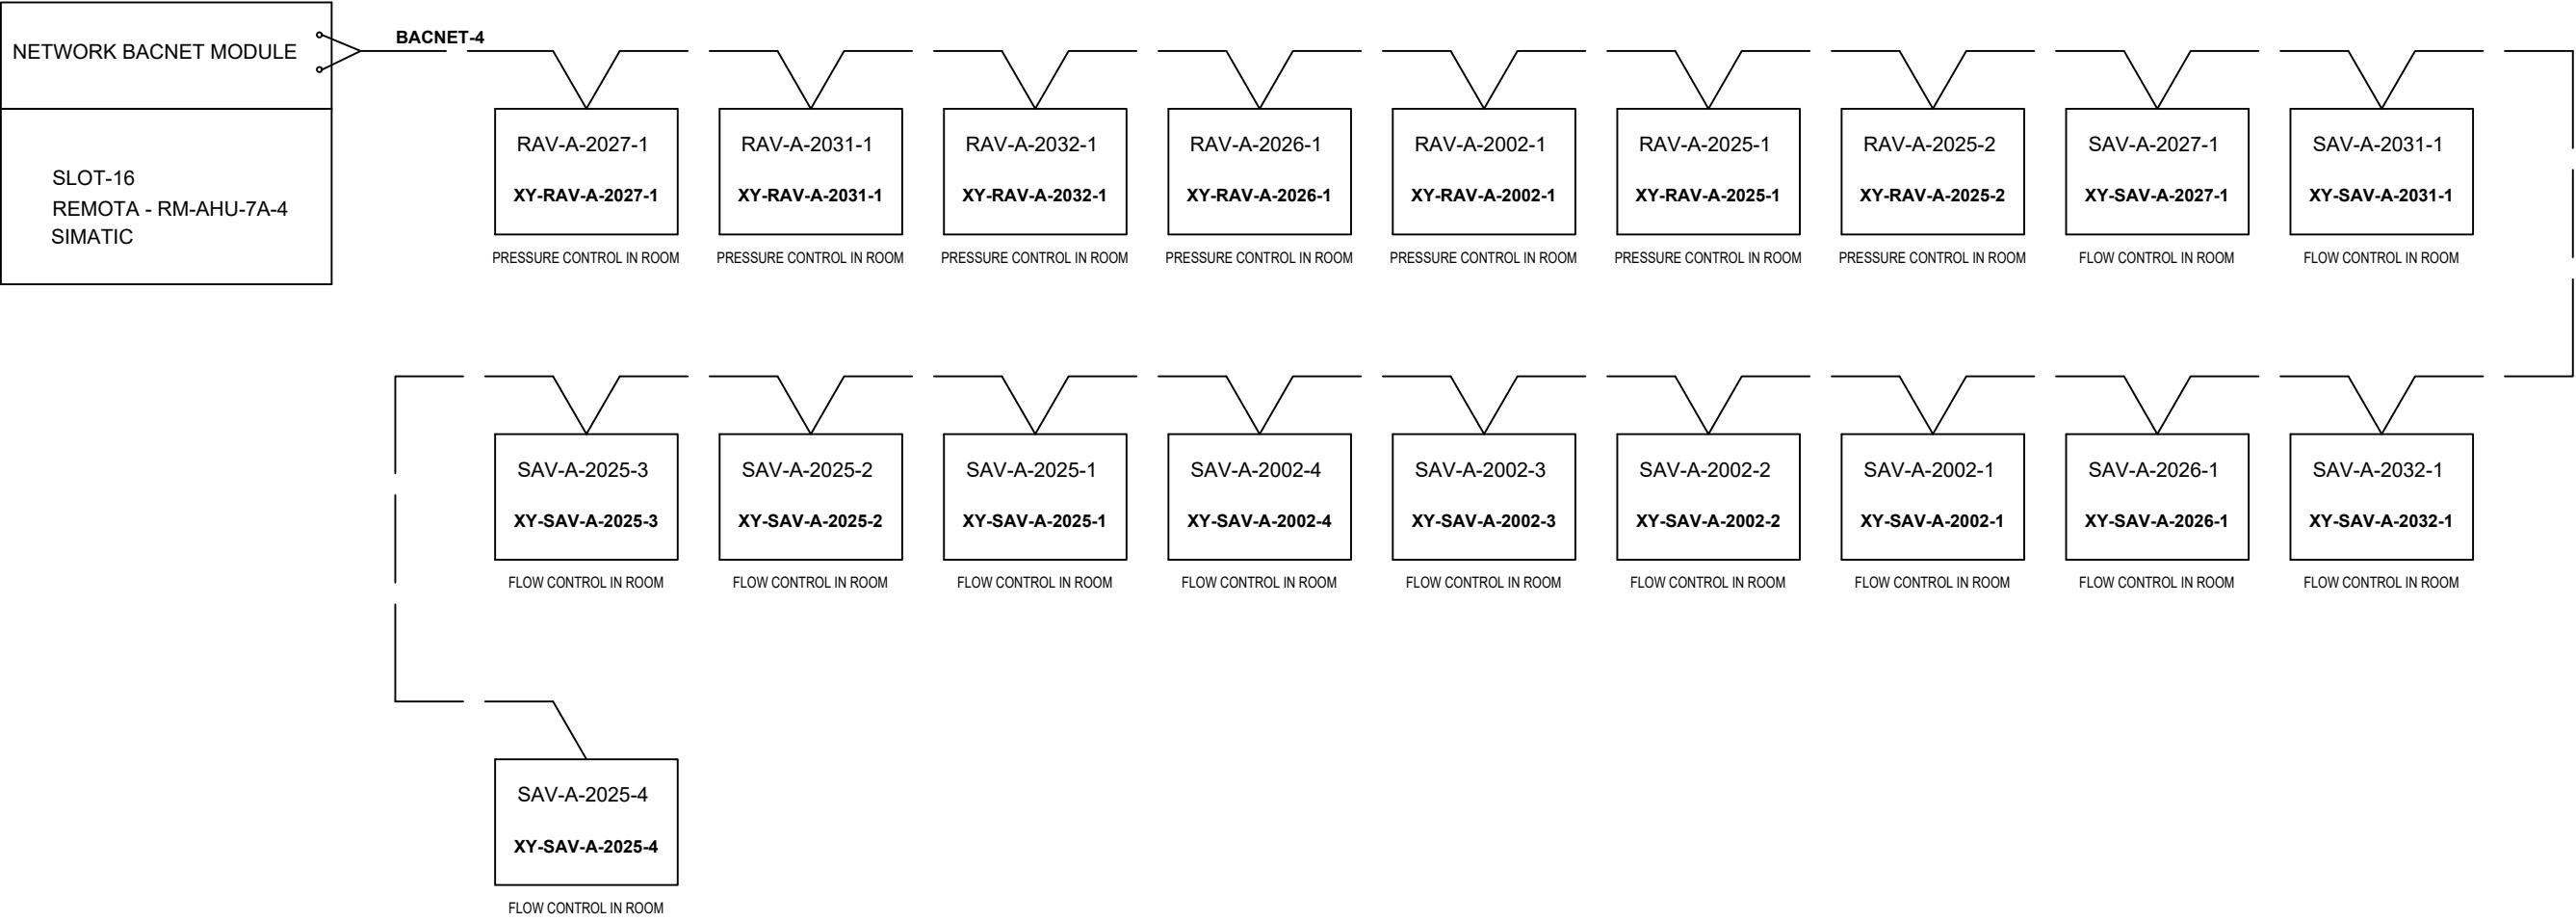 NETWORK BACNET MODULE
BACNET-4
SLOT-16
REMOTA - RM-AHU-7A-4
SIMATIC
RAV-A-2027-1
XY-RAV-A-2027-1
PRESSURE CONTROL IN ROOM
RAV-A-2031-1
XY-RAV-A-2031-1
PRESSURE CONTROL IN ROOM
RAV-A-2032-1
XY-RAV-A-2032-1
PRESSURE CONTROL IN ROOM
RAV-A-2026-1
XY-RAV-A-2026-1
PRESSURE CONTROL IN ROOM
RAV-A-2002-1
XY-RAV-A-2002-1
PRESSURE CONTROL IN ROOM
RAV-A-2025-1
XY-RAV-A-2025-1
PRESSURE CONTROL IN ROOM
RAV-A-2025-2
XY-RAV-A-2025-2
PRESSURE CONTROL IN ROOM
SAV-A-2027-1
XY-SAV-A-2027-1
FLOW CONTROL IN ROOM
SAV-A-2031-1
XY-SAV-A-2031-1
FLOW CONTROL IN ROOM
SAV-A-2025-3
XY-SAV-A-2025-3
FLOW CONTROL IN ROOM
SAV-A-2025-2
XY-SAV-A-2025-2
FLOW CONTROL IN ROOM
SAV-A-2025-1
XY-SAV-A-2025-1
FLOW CONTROL IN ROOM
SAV-A-2002-4
XY-SAV-A-2002-4
FLOW CONTROL IN ROOM
SAV-A-2002-3
XY-SAV-A-2002-3
FLOW CONTROL IN ROOM
SAV-A-2002-2
XY-SAV-A-2002-2
FLOW CONTROL IN ROOM
SAV-A-2002-1
XY-SAV-A-2002-1
FLOW CONTROL IN ROOM
SAV-A-2026-1
XY-SAV-A-2026-1
FLOW CONTROL IN ROOM
SAV-A-2032-1
XY-SAV-A-2032-1
FLOW CONTROL IN ROOM
SAV-A-2025-4
XY-SAV-A-2025-4
FLOW CONTROL IN ROOM